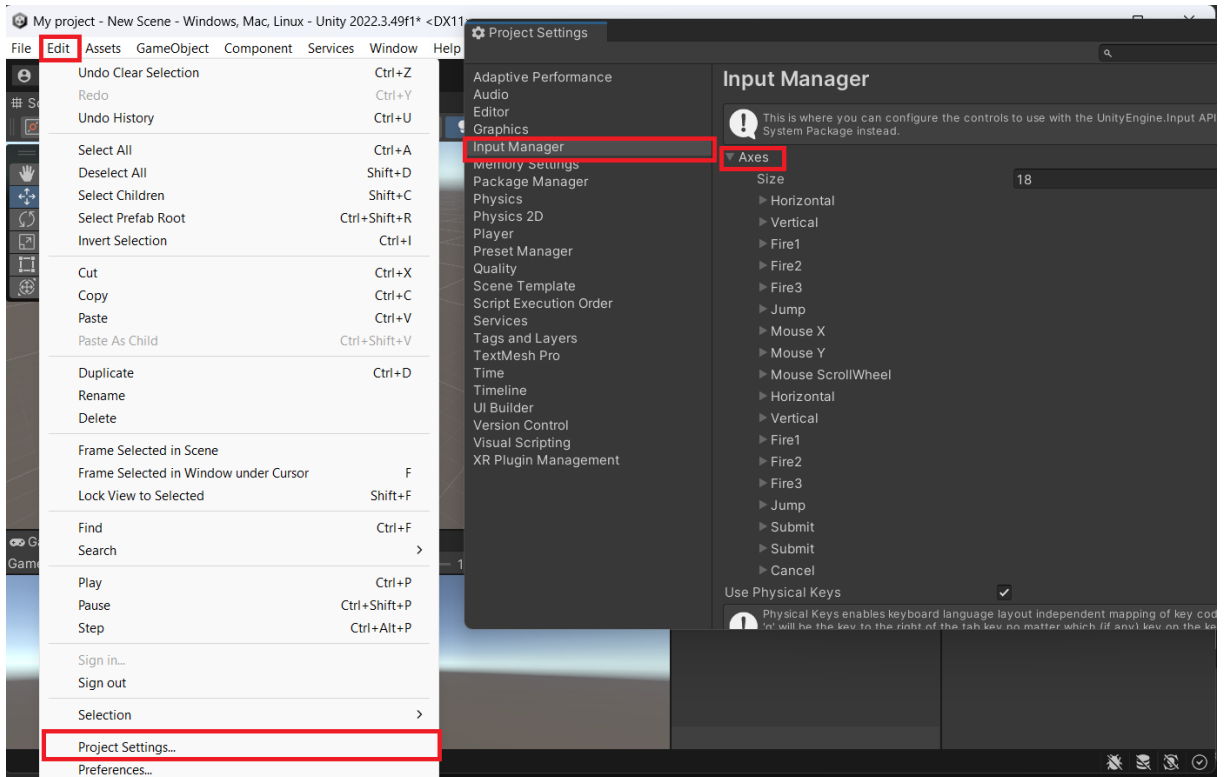 My project - New Scene - Windows, Mac, Linux - Unity 2022.3.49f1* <DX11>
File Edit Assets GameObject Component Services Window Help
Undo Clear Selection Ctrl+Z
Redo Ctrl+Y
Undo History Ctrl+U
Select All Ctrl+A
Deselect All Shift+D
Select Children Shift+C
Select Prefab Root Ctrl+Shift+R
Invert Selection Ctrl+I
Cut Ctrl+X
Copy Ctrl+C
Paste Ctrl+V
Paste As Child Ctrl+Shift+V
Duplicate Ctrl+D
Rename
Delete
Frame Selected in Scene
Frame Selected in Window under Cursor F
Lock View to Selected Shift+F
Find Ctrl+F
Search
Play Ctrl+P
Pause Ctrl+Shift+P
Step Ctrl+Alt+P
Sign in...
Sign out
Selection
Project Settings...
Preferences...
Project Settings
Adaptive Performance
Audio
Editor
Graphics
Input Manager
Memory Settings
Package Manager
Physics
Physics 2D
Player
Preset Manager
Quality
Scene Template
Script Execution Order
Services
Tags and Layers
TextMesh Pro
Time
Timeline
UI Builder
Version Control
Visual Scripting
XR Plugin Management
Input Manager
This is where you can configure the controls to use with the UnityEngine.Input API
System Package instead.
Axes
Size 18
Horizontal
Vertical
Fire1
Fire2
Fire3
Jump
Mouse X
Mouse Y
Mouse ScrollWheel
Horizontal
Vertical
Fire1
Fire2
Fire3
Jump
Submit
Submit
Cancel
Use Physical Keys
Physical Keys enables keyboard language layout independent mapping of key cod
'q' will be the key to the right of the tab key no matter which (if any) key on the ke